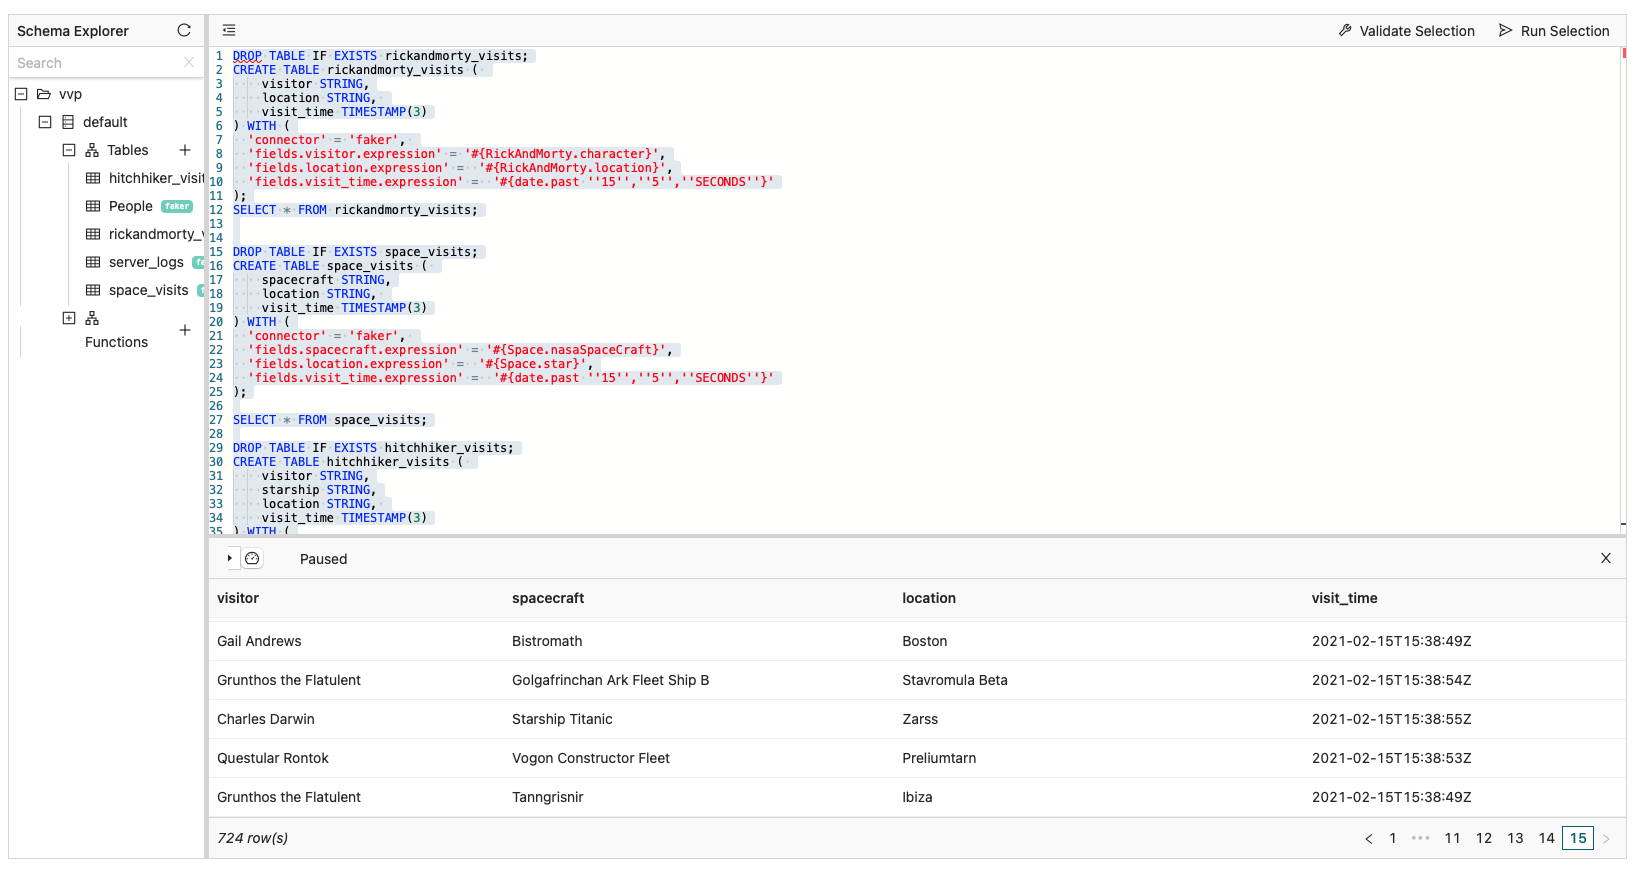 Schema Explorer
Search
vvp
default
Tables
hitchhiker_visit
People faker
rickandmorty_v
server_logs fa
space_visits f
Functions
Validate Selection Run Selection
1 DROP TABLE IF EXISTS rickandmorty_visits;
2 CREATE TABLE rickandmorty_visits (
3 visitor STRING,
4 location STRING,
5 visit_time TIMESTAMP(3)
6 ) WITH (
7 'connector' = 'faker',
8 'fields.visitor.expression' = '#{RickAndMorty.character}',
9 'fields.location.expression' = '#{RickAndMorty.location}',
10 'fields.visit_time.expression' = '#{date.past ''15'',''5'',''SECONDS''}'
11 );
12 SELECT * FROM rickandmorty_visits;
13
14
15 DROP TABLE IF EXISTS space_visits;
16 CREATE TABLE space_visits (
17 spacecraft STRING,
18 location STRING,
19 visit_time TIMESTAMP(3)
20 ) WITH (
21 'connector' = 'faker',
22 'fields.spacecraft.expression' = '#{Space.nasaSpaceCraft}',
23 'fields.location.expression' = '#{Space.star}',
24 'fields.visit_time.expression' = '#{date.past ''15'',''5'',''SECONDS''}'
25 );
26
27 SELECT * FROM space_visits;
28
29 DROP TABLE IF EXISTS hitchhiker_visits;
30 CREATE TABLE hitchhiker_visits (
31 visitor STRING,
32 starship STRING,
33 location STRING,
34 visit_time TIMESTAMP(3)
35 ) WITH (
Paused
visitor spacecraft location visit_time
Gail Andrews Bistromath Boston 2021-02-15T15:38:49Z
Grunthos the Flatulent Golgafrinchan Ark Fleet Ship B Stavromula Beta 2021-02-15T15:38:54Z
Charles Darwin Starship Titanic Zarss 2021-02-15T15:38:55Z
Questular Rontok Vogon Constructor Fleet Preliumtarn 2021-02-15T15:38:53Z
Grunthos the Flatulent Tanngrisnir Ibiza 2021-02-15T15:38:49Z
724 row(s) < 1 ••• 11 12 13 14 15 >